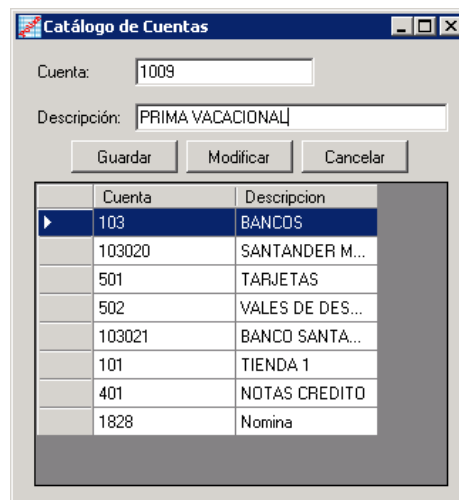 Catálogo de Cuentas
Cuenta: 1009
Descripción: PRIMA VACACIONAL
Guardar Modificar Cancelar
Cuenta Descripcion
103 BANCOS
103020 SANTANDER M...
501 TARJETAS
502 VALES DE DES...
103021 BANCO SANTA...
101 TIENDA 1
401 NOTAS CREDITO
1828 Nomina